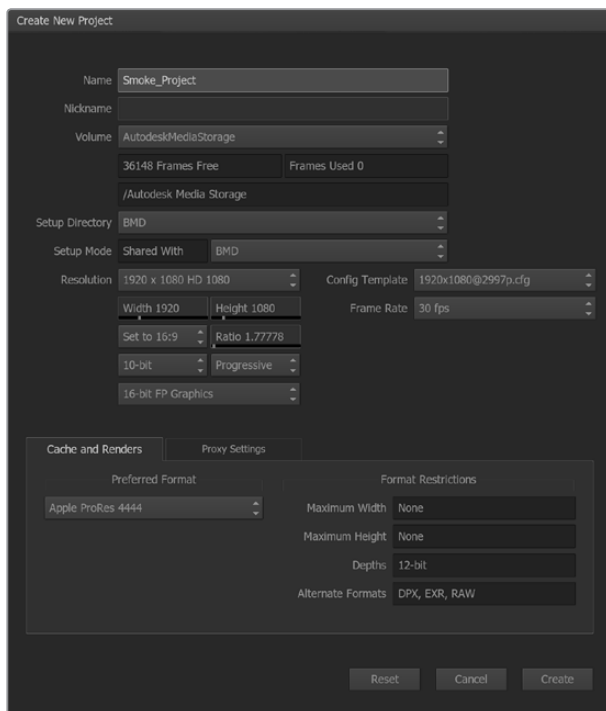 Create New Project
Name Smoke_Project
Nickname
Volume AutodeskMediaStorage
36148 Frames Free Frames Used 0
/Autodesk Media Storage
Setup Directory BMD
Setup Mode Shared With BMD
Resolution 1920 x 1080 HD 1080 Config Template 1920x1080@2997p.cfg
Width 1920 Height 1080 Frame Rate 30 fps
Set to 16:9 Ratio 1.77778
10-bit Progressive
16-bit FP Graphics
Cache and Renders Proxy Settings
Preferred Format Format Restrictions
Apple ProRes 4444 Maximum Width None
Maximum Height None
Depths 12-bit
Alternate Formats DPX, EXR, RAW
Reset Cancel Create